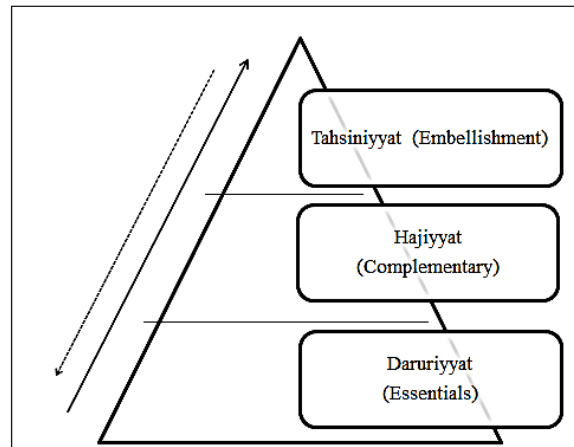 Tahsiniyyat (Embellishment)
Hajiyyat
(Complementary)
Daruriyyat
(Essentials)